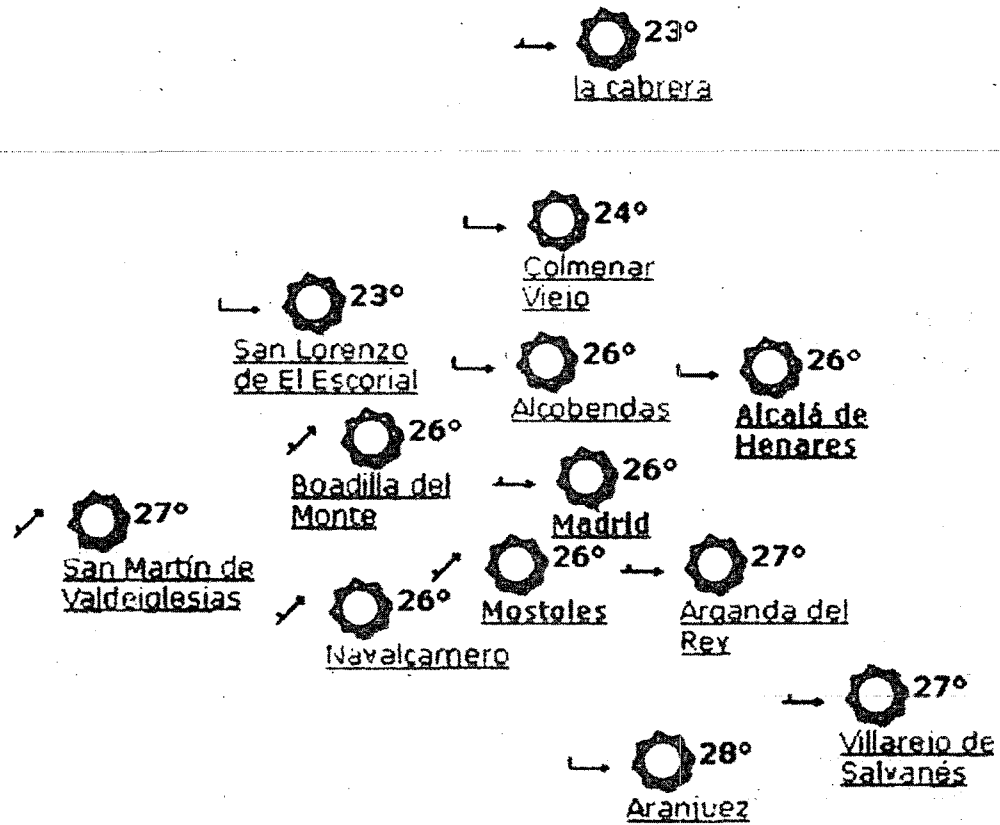 23°
la cabrera
24°
Colmenar
Viejo
23°
San Lorenzo
de El Escorial
26°
Alcobendas
26°
Alcalá de
Henares
26°
Boadilla del
Monte
26°
Madrid
27°
San Martín de
Valdeiglesias
26°
Mostoles
27°
Arganda del
Rey
26°
Navalcarnero
27°
Villarejo de
Salvanés
28°
Aranjuez